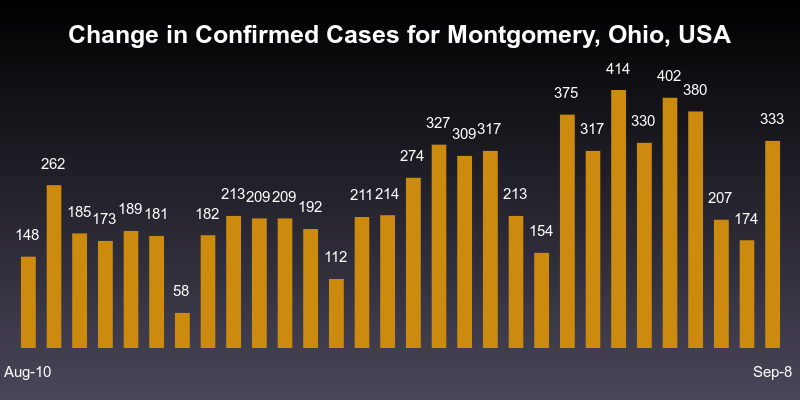 Change in Confirmed Cases for Montgomery, Ohio, USA
148 262 185 173 189 181 58 182 213 209 209 192 112 211 214 274 327 309 317 213 154 375 317 414 330 402 380 207 174 333
Aug-10 Sep-8